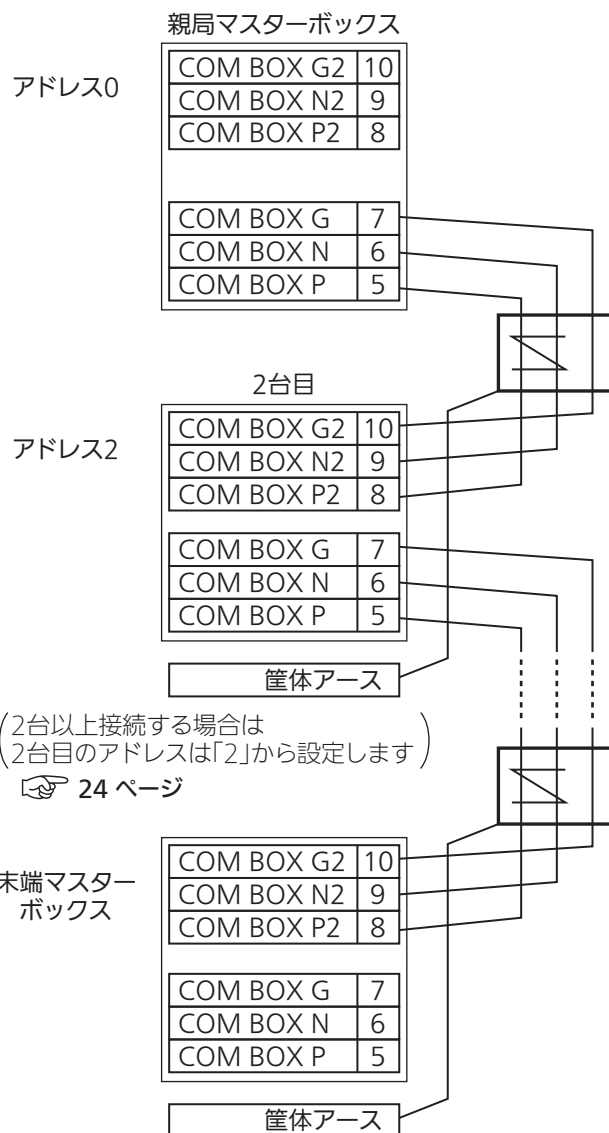 親局マスターボックス
アドレス0
COM BOX G2 10
COM BOX N2 9
COM BOX P2 8
COM BOX G 7
COM BOX N 6
COM BOX P 5
2台目
アドレス2
COM BOX G2 10
COM BOX N2 9
COM BOX P2 8
COM BOX G 7
COM BOX N 6
COM BOX P 5
筐体アース
(2台以上接続する場合は
2台目のアドレスは「2」から設定します)
☞ 24 ページ
末端マスター
ボックス
COM BOX G2 10
COM BOX N2 9
COM BOX P2 8
COM BOX G 7
COM BOX N 6
COM BOX P 5
筐体アース